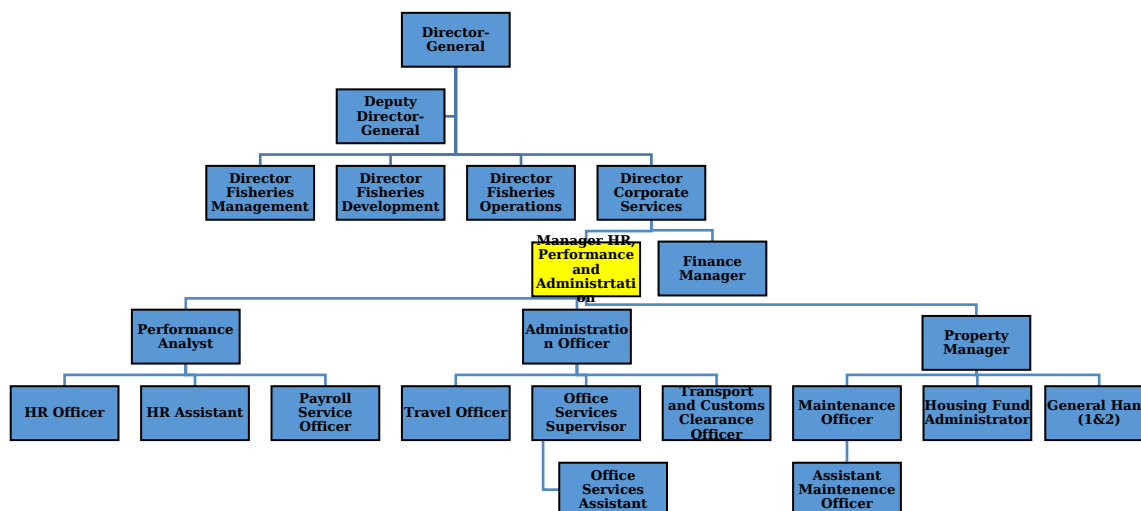 Director-
General
Deputy
Director-
General
Director
Fisheries
Management
Director
Fisheries
Development
Director
Fisheries
Operations
Director
Corporate
Services
Manager HR,
Performance
and
Administrtati
on
Finance
Manager
Performance
Analyst
Administratio
n Officer
Property
Manager
HR Officer
HR Assistant
Payroll
Service
Officer
Travel Officer
Office
Services
Supervisor
Transport
and Customs
Clearance
Officer
Maintenance
Officer
Housing Fund
Administrator
General Han
(1&2)
Office
Services
Assistant
Assistant
Maintenence
Officer